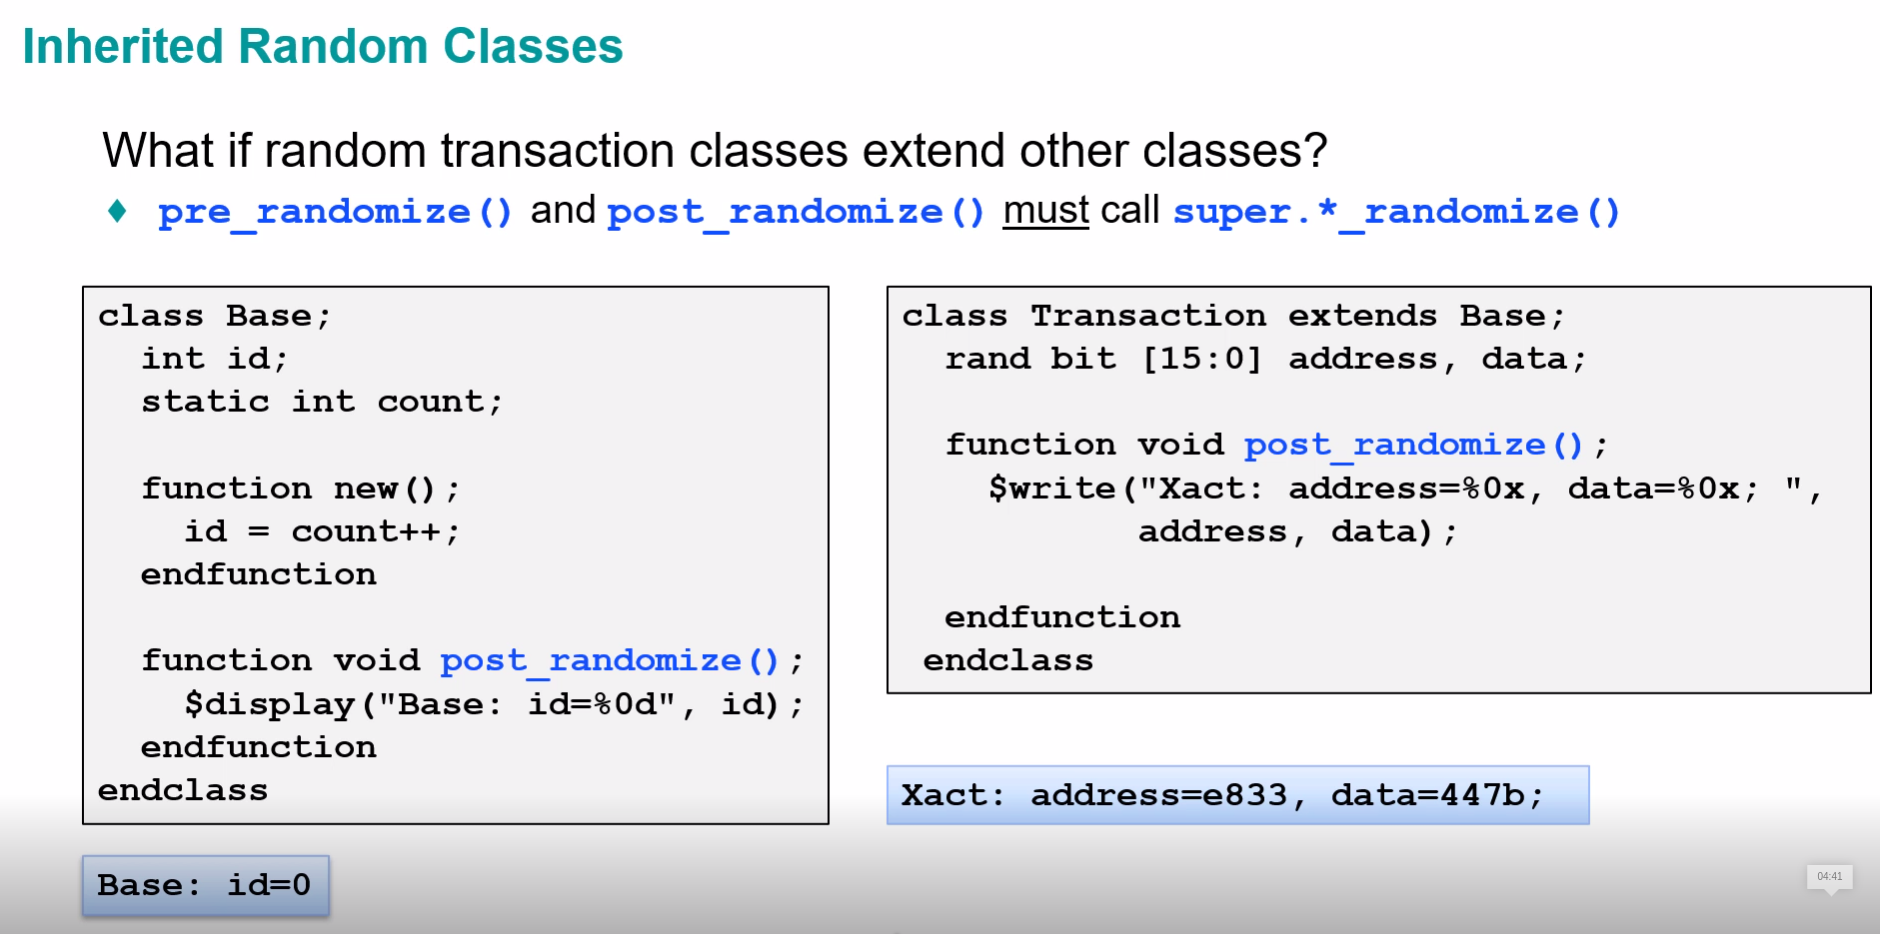 Inherited Random Classes
What if random transaction classes extend other classes?
♦ pre_randomize() and post_randomize() must call super.*_randomize()
class Base;
int id;
static int count;
function new();
id = count++;
endfunction
function void post_randomize();
$display("Base: id=%0d", id);
endfunction
endclass
Base: id=0
class Transaction extends Base;
rand bit [15:0] address, data;
function void post_randomize();
$write("Xact: address=%0x, data=%0x; ",
address, data);
endfunction
endclass
Xact: address=e833, data=447b;
04:41